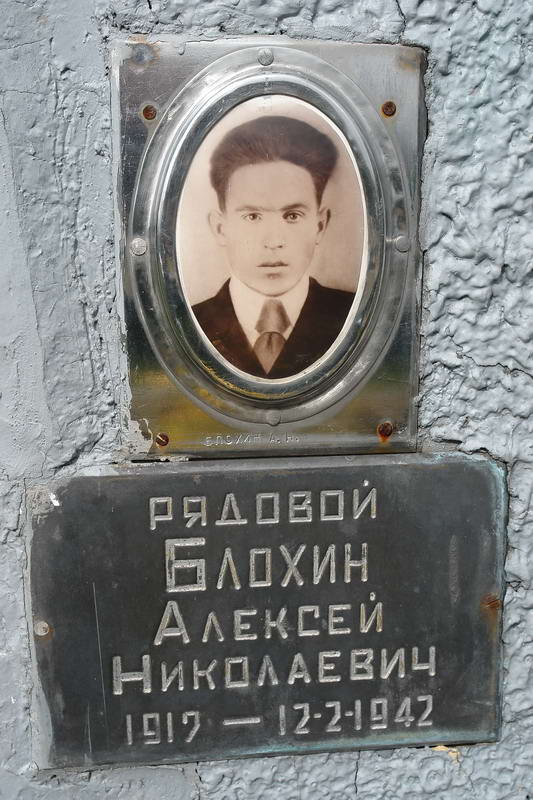 БЛОХИН А. Н.
РЯДОВОЙ
БЛОХИН
АЛЕКСЕЙ
НИКОЛАЕВИЧ
1917 — 12-2-1942